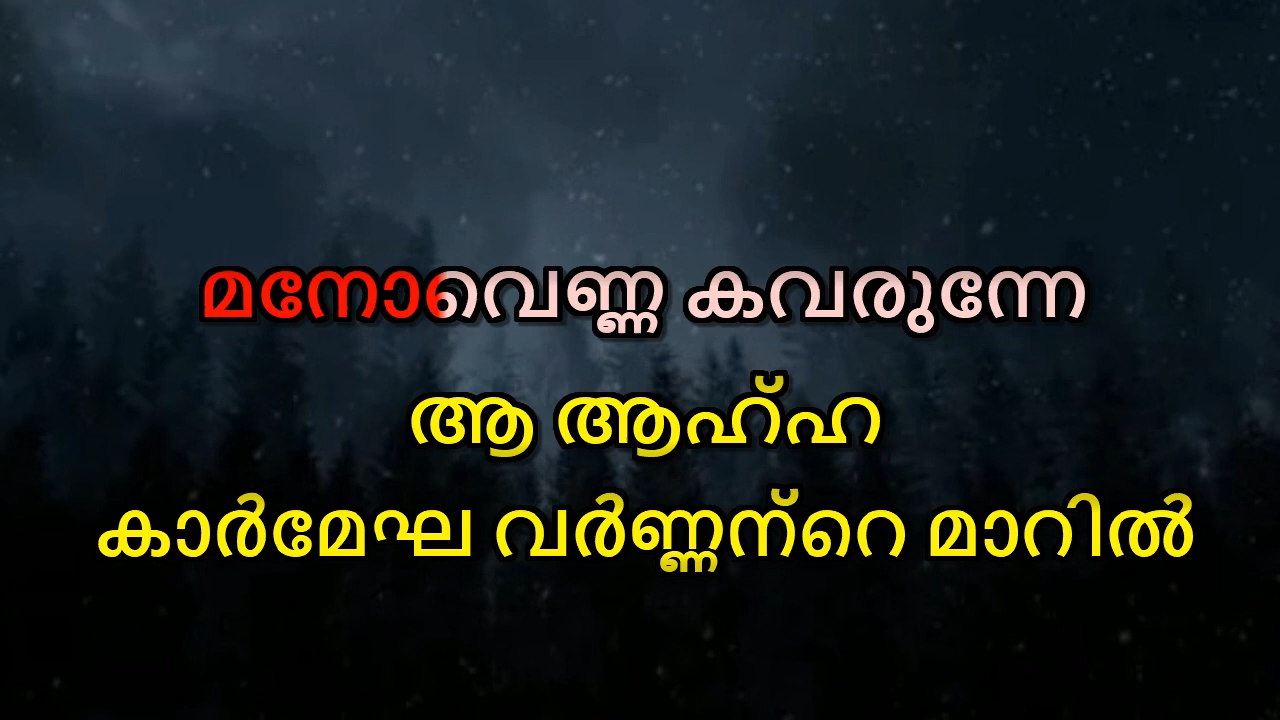 മനോവെണ്ണ കവരുന്നേ
ആ ആഹ്ഹ
കാർമേഘ വർണ്ണന്റെ മാറിൽ